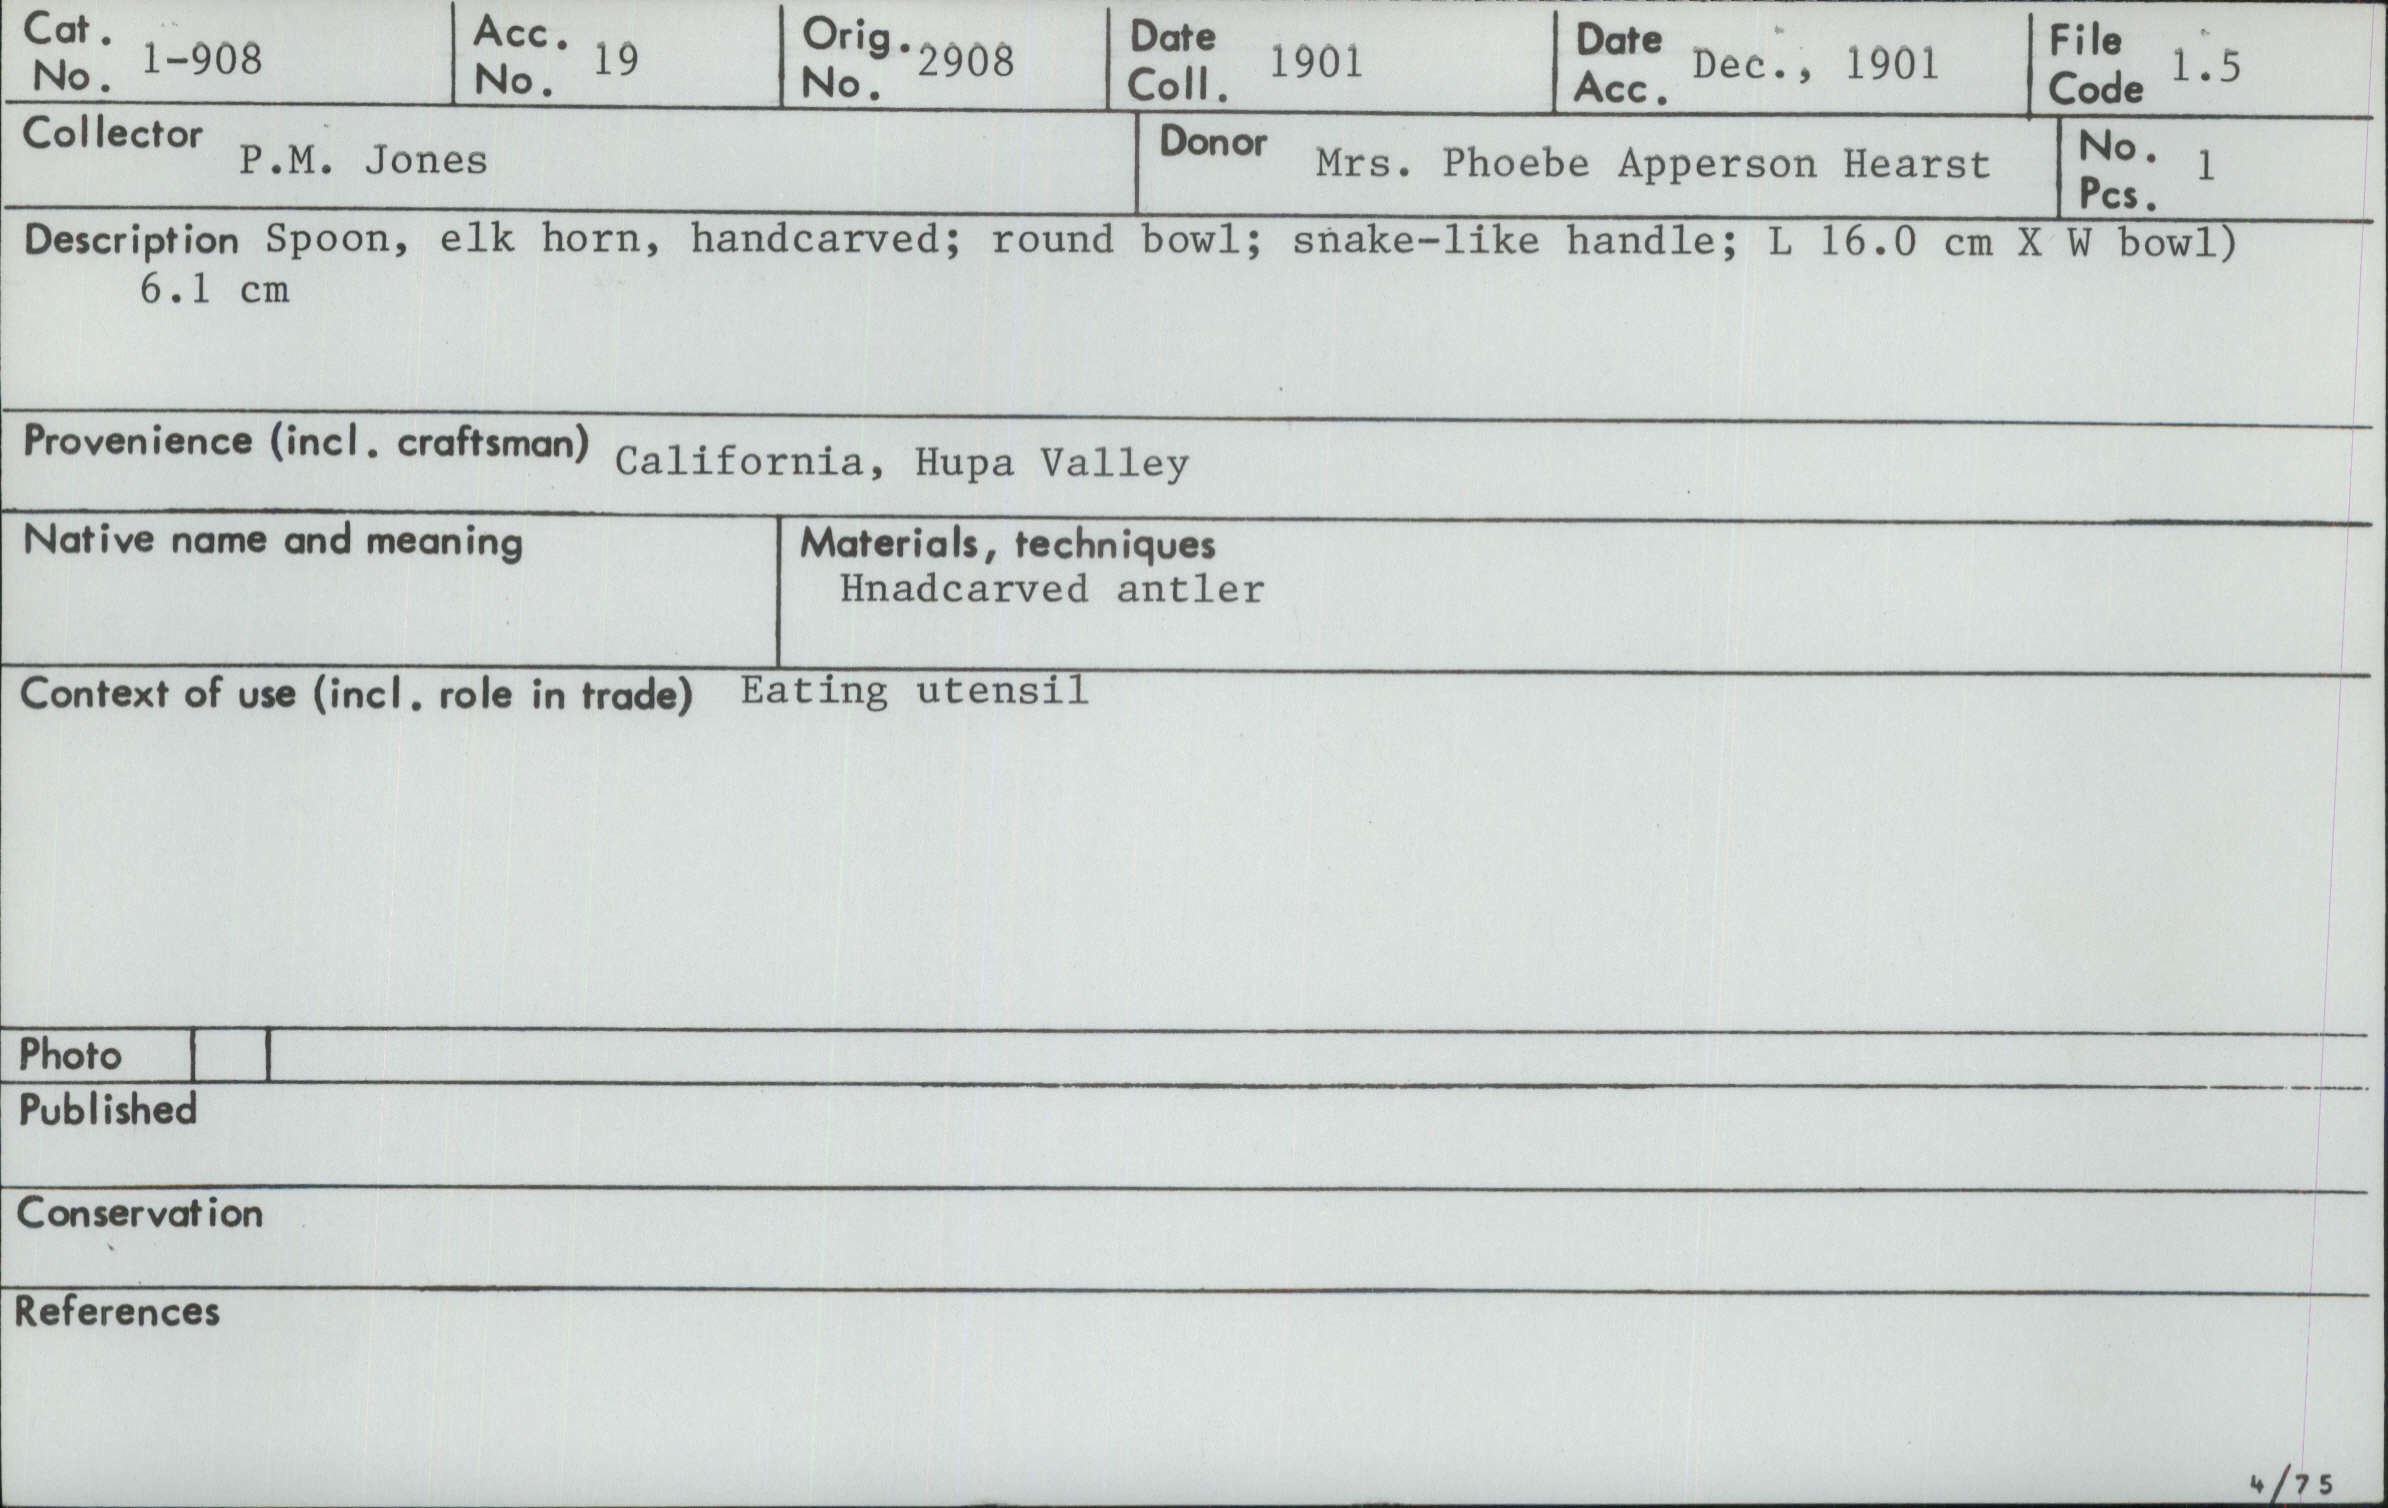 Cat. No. 1-908 Acc. No. 19 Orig. No. 2908 Date Coll. 1901 Date Acc. Dec., 1901 File Code 1.5
Collector P.M. Jones Donor Mrs. Phoebe Apperson Hearst No. Pcs. 1
Description Spoon, elk horn, handcarved; round bowl; snake-like handle; L 16.0 cm X W bowl)
6.1 cm
Provenience (incl. craftsman) California, Hupa Valley
Native name and meaning
Materials, techniques
Hnadcarved antler
Context of use (incl. role in trade) Eating utensil
Photo
Published
Conservation
References
4/75